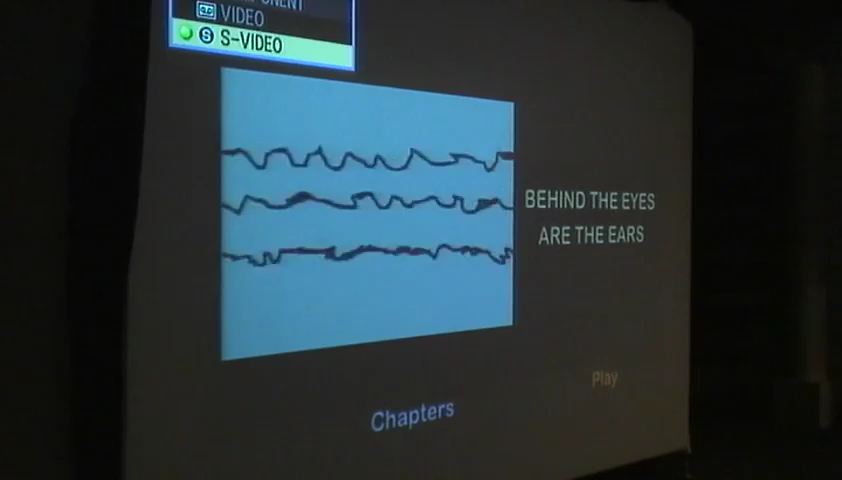 VIDEO
S-VIDEO
BEHIND THE EYES
ARE THE EARS
Play
Chapters